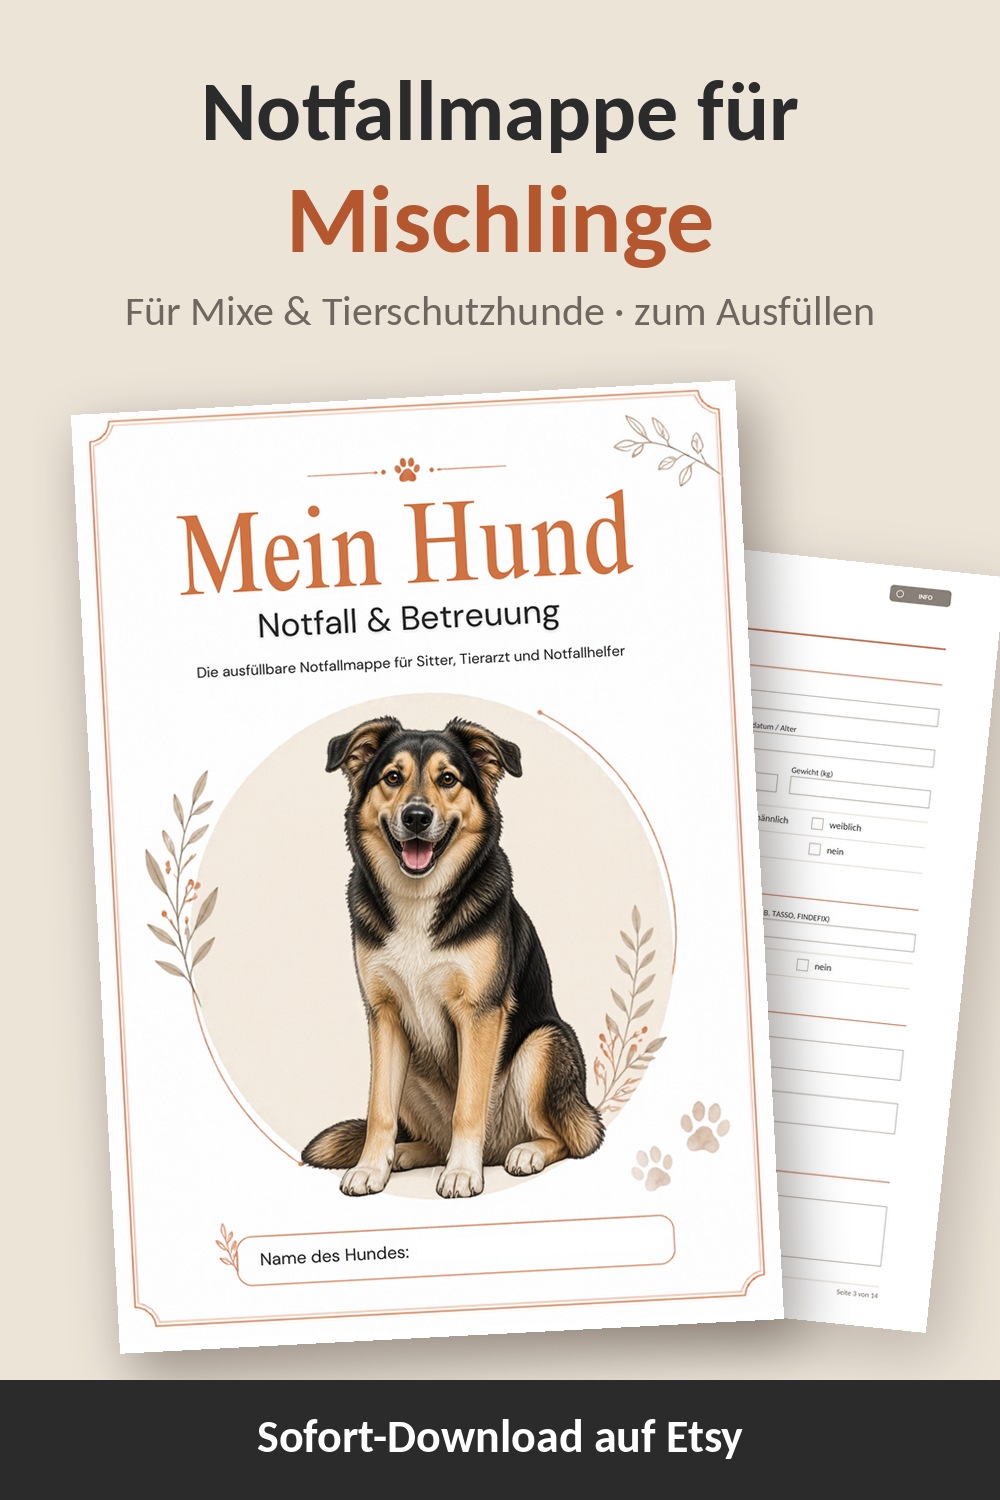 Notfallmappe für
Mischlinge
Für Mixe & Tierschutzhunde · zum Ausfüllen
Mein Hund
Notfall & Betreuung
Die ausfüllbare Notfallmappe für Sitter, Tierarzt und Notfallhelfer
Name des Hundes:
INFO
datum / Alter
Gewicht (kg)
männlich
weiblich
nein
B. TASSO, FINDEFIX)
nein
Seite 3 von 14
Sofort-Download auf Etsy